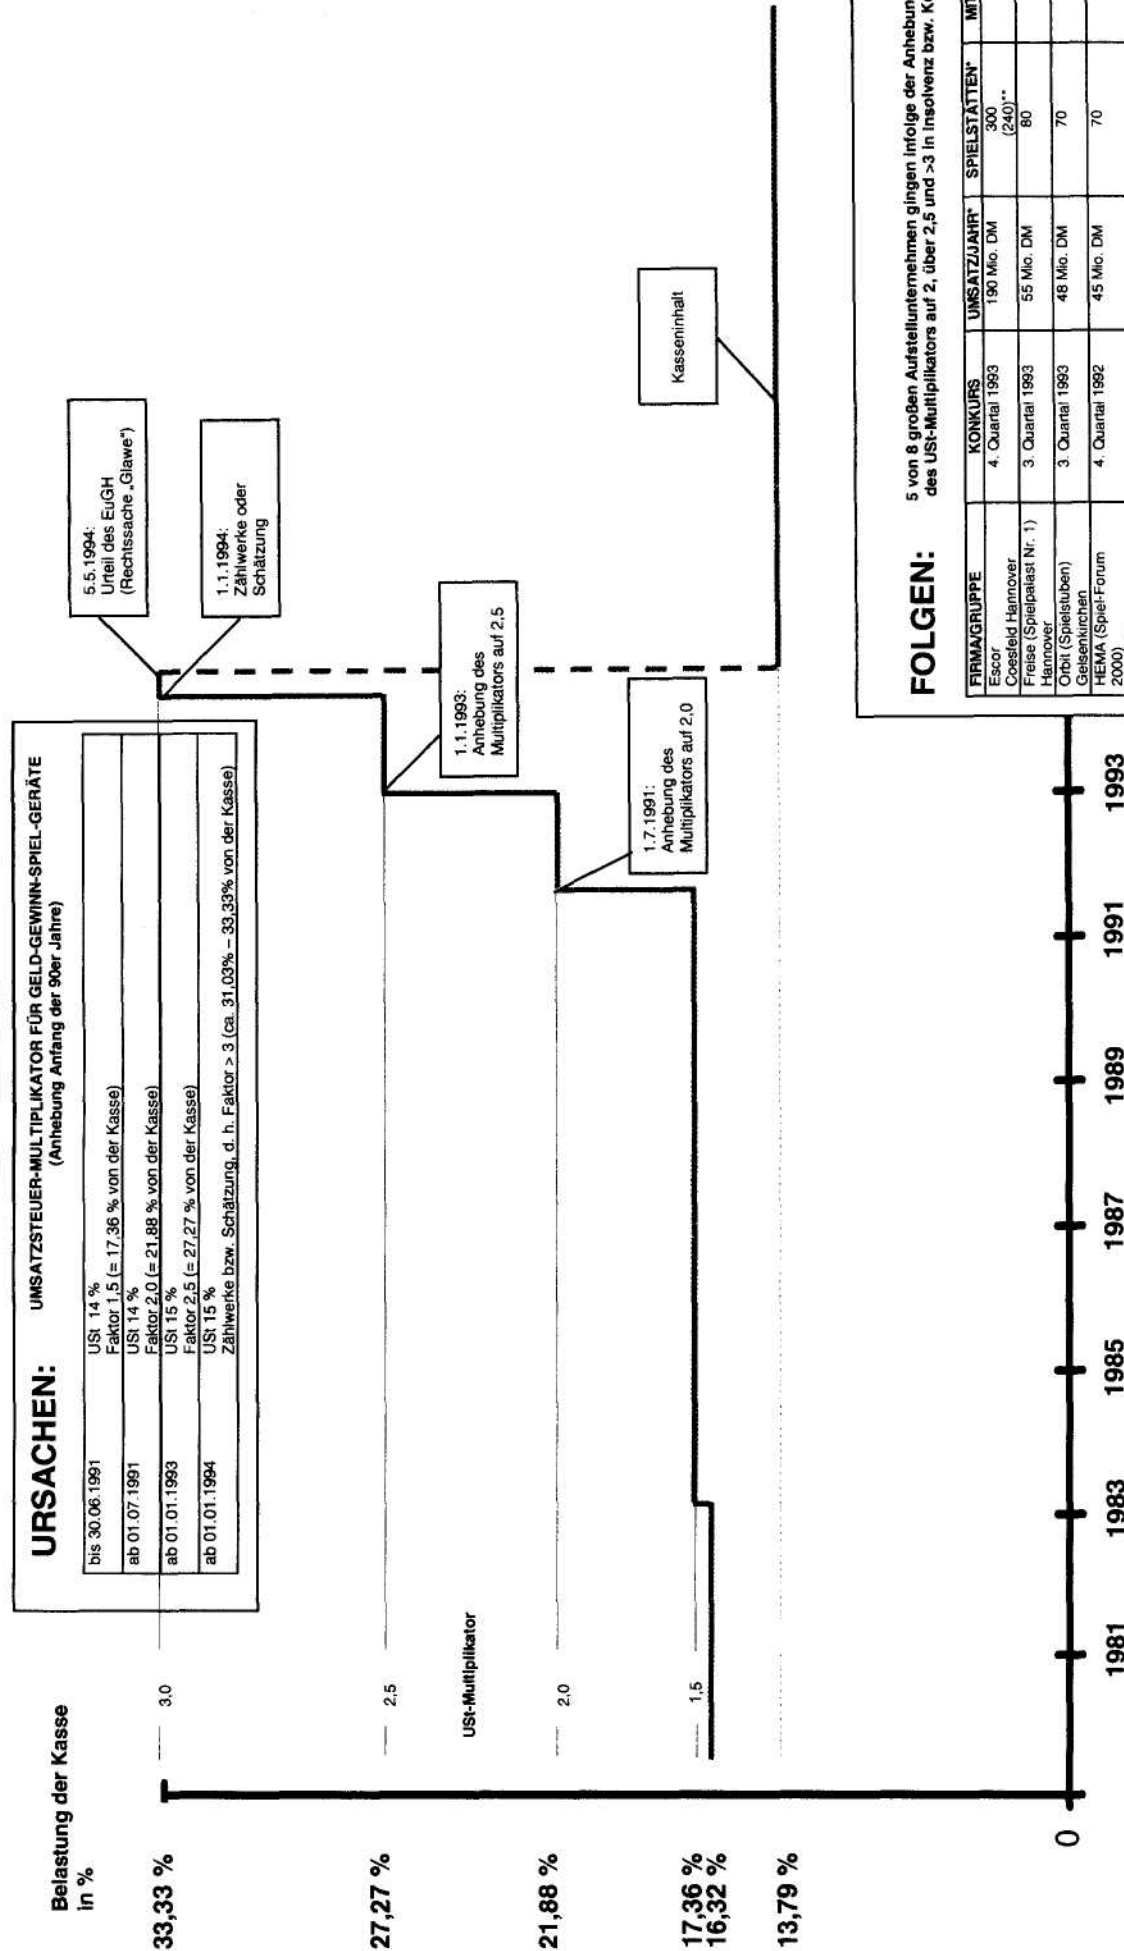 URSACHEN:
UMSATZSTEUER-MULTIPLIKATOR FÜR GELD-GEWINN-SPIEL-GERÄTE
(Anhebung Anfang der 90er Jahre)
bis 30.06.1991
USt 14 %
Faktor 1,5 (= 17,36 % von der Kasse)
ab 01.07.1991
USt 14 %
Faktor 2,0 (= 21,88 % von der Kasse)
ab 01.01.1993
USt 15 %
Faktor 2,5 (= 27,27 % von der Kasse)
ab 01.01.1994
USt 15 %
Zählwerke bzw. Schätzung, d. h. Faktor > 3 (ca. 31,03% – 33,33% von der Kasse)
Belastung der Kasse
in %
33,33 %
27,27 %
21,88 %
17,36 %
16,32 %
13,79 %
0
3,0
2,5
USt-Multiplikator
2,0
1,5
5.5.1994:
Urteil des EuGH
(Rechtssache „Glawe“)
1.1.1994:
Zählwerke oder
Schätzung
1.1.1993:
Anhebung des
Multiplikators auf 2,5
1.7.1991:
Anhebung des
Multiplikators auf 2,0
Kasseninhalt
1981
1983
1985
1987
1989
1991
1993
FOLGEN:
5 von 8 großen Aufstellunternehmen gingen infolge der
des USt-Multiplikators auf 2, über 2,5 und >3 in Insolvenz bzw.
FIRMA/GRUPPE KONKURS UMSATZ/JAHR* SPIELSTÄTTEN*
Escor 4. Quartal 1993 190 Mio. DM 300
Coesfeld Hannover (240)**
Freise (Spielpalast Nr. 1) 3. Quartal 1993 55 Mio. DM 80
Hannover
Orbit (Spielstuben) 3. Quartal 1993 48 Mio. DM 70
Gelsenkirchen
HEMA (Spiel-Forum 4. Quartal 1992 45 Mio. DM 70
2000)